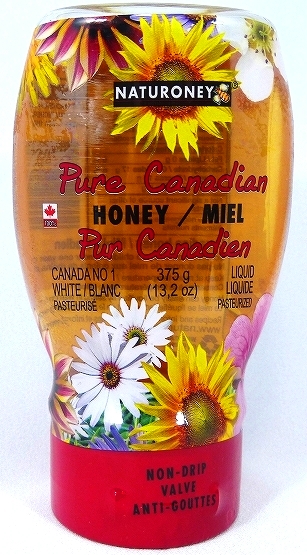 NATURONEY
Pure Canadian
100%
HONEY / MIEL
Pur Canadien
CANADA NO 1 375 g LIQUID
WHITE / BLANC (13,2 oz) LIQUIDE
PASTEURISÉ PASTEURIZED
NON-DRIP
VALVE
ANTI-GOUTTES